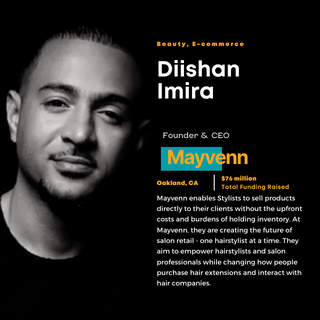 Beauty, E-commerce
Diishan
Imira
Founder & CEO
Mayvenn
Oakland, CA
$76 million
Total Funding Raised
Mayvenn enables Stylists to sell products
directly to their clients without the upfront
costs and burdens of holding inventory. At
Mayvenn, they are creating the future of
salon retail - one hairstylist at a time. They
aim to empower hairstylists and salon
professionals while changing how people
purchase hair extensions and interact with
hair companies.